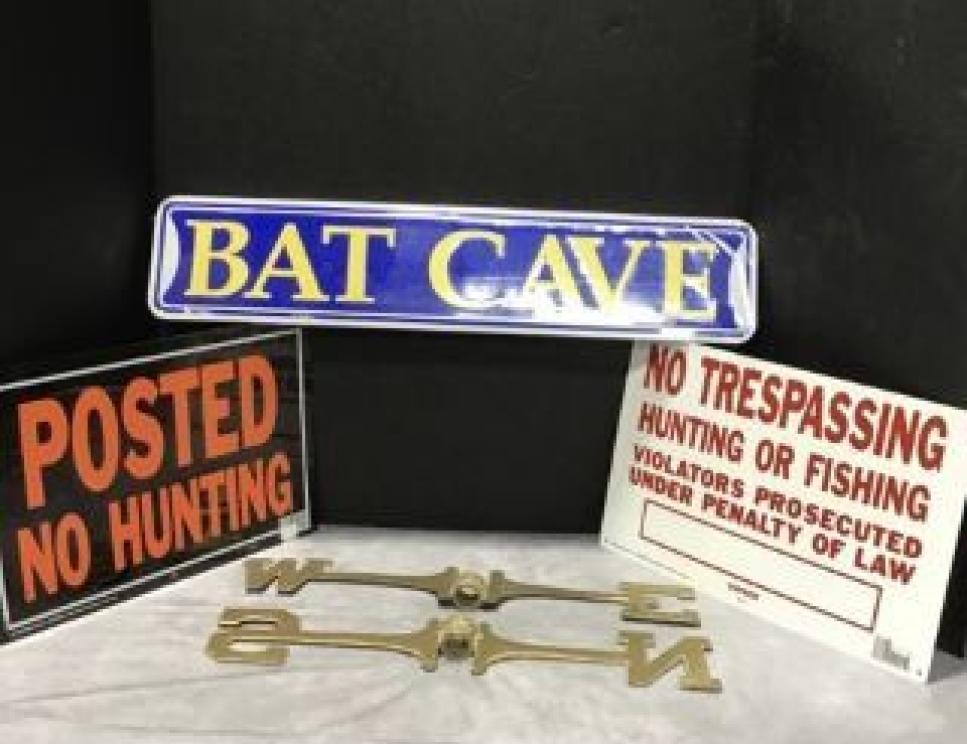 BAT CAVE
POSTED
NO HUNTING
NO TRESPASSING
HUNTING OR FISHING
VIOLATORS PROSECUTED
UNDER PENALTY OF LAW
W E
S N